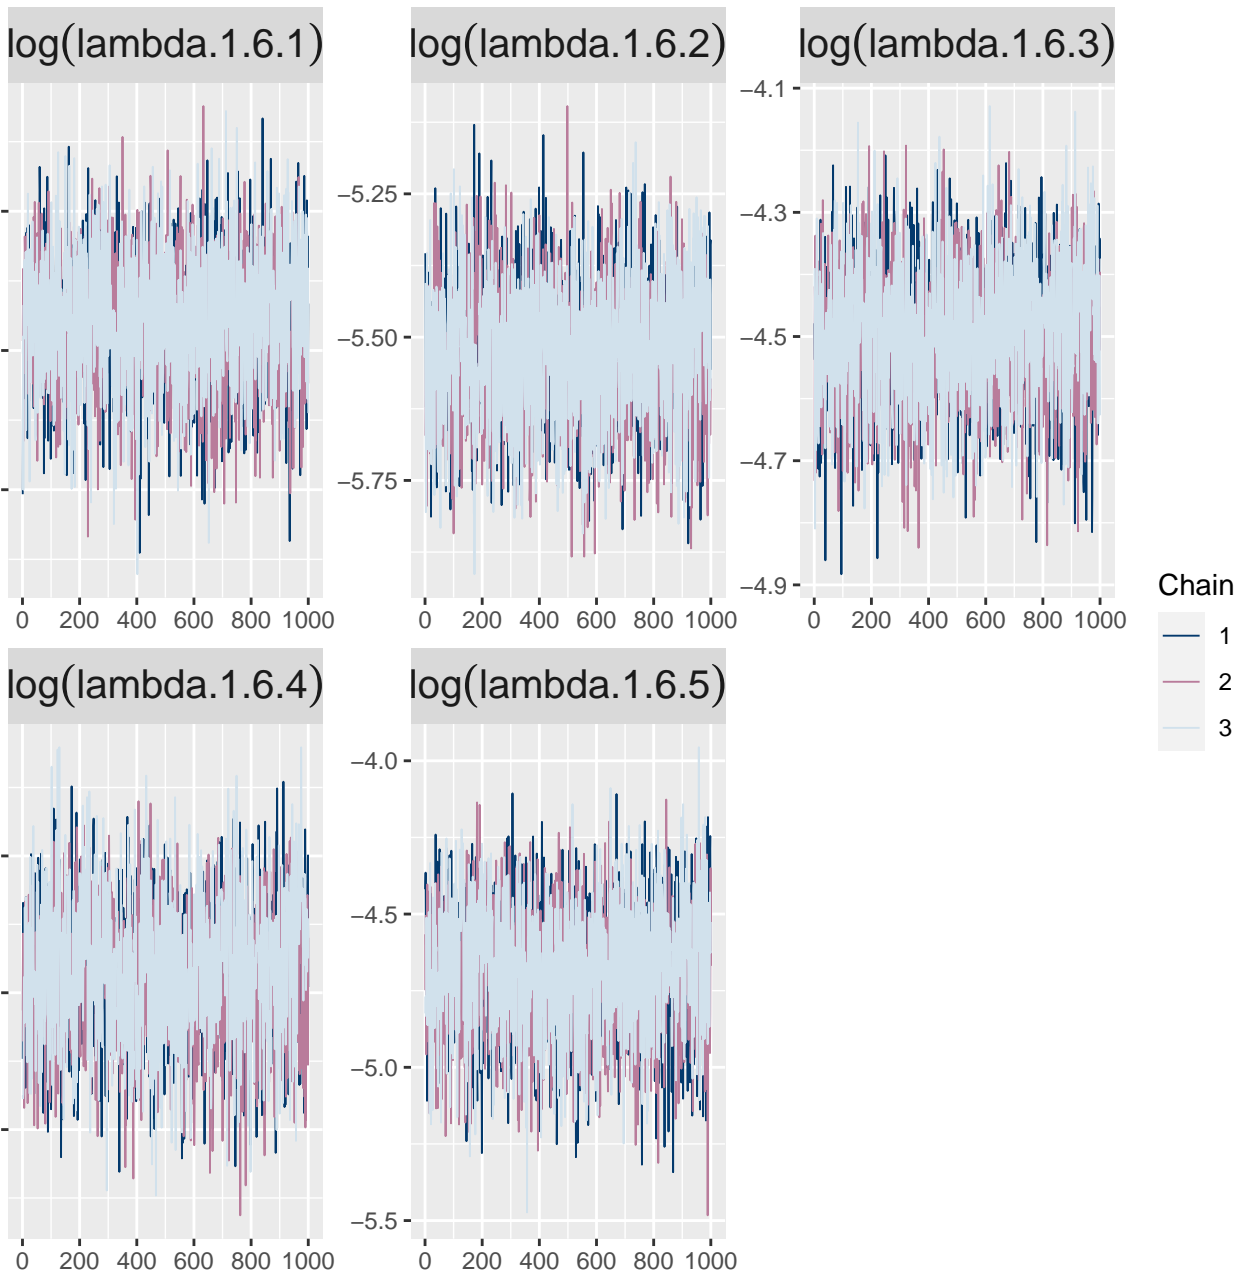 log(lambda.1.6.1)
log(lambda.1.6.2)
log(lambda.1.6.3)
−5.25
−5.50
−5.75
−4.1
−4.3
−4.5
−4.7
−4.9
0 200 400 600 800 1000
0 200 400 600 800 1000
0 200 400 600 800 1000
log(lambda.1.6.4)
log(lambda.1.6.5)
−4.0
−4.5
−5.0
−5.5
0 200 400 600 800 1000
0 200 400 600 800 1000
Chain
1
2
3